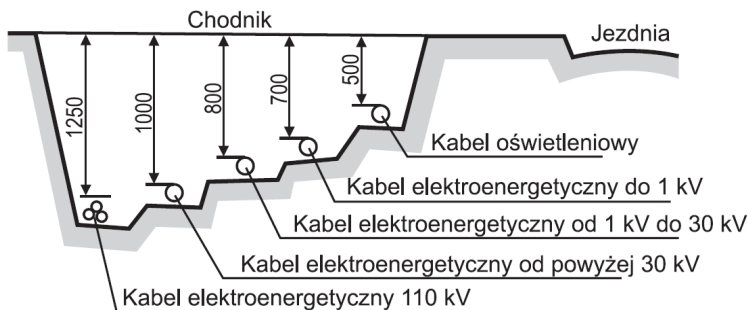 Chodnik
Jezdnia
1250
1000
800
700
500
Kabel oświetleniowy
Kabel elektroenergetyczny do 1 kV
Kabel elektroenergetyczny od 1 kV do 30 kV
Kabel elektroenergetyczny od powyżej 30 kV
Kabel elektroenergetyczny 110 kV